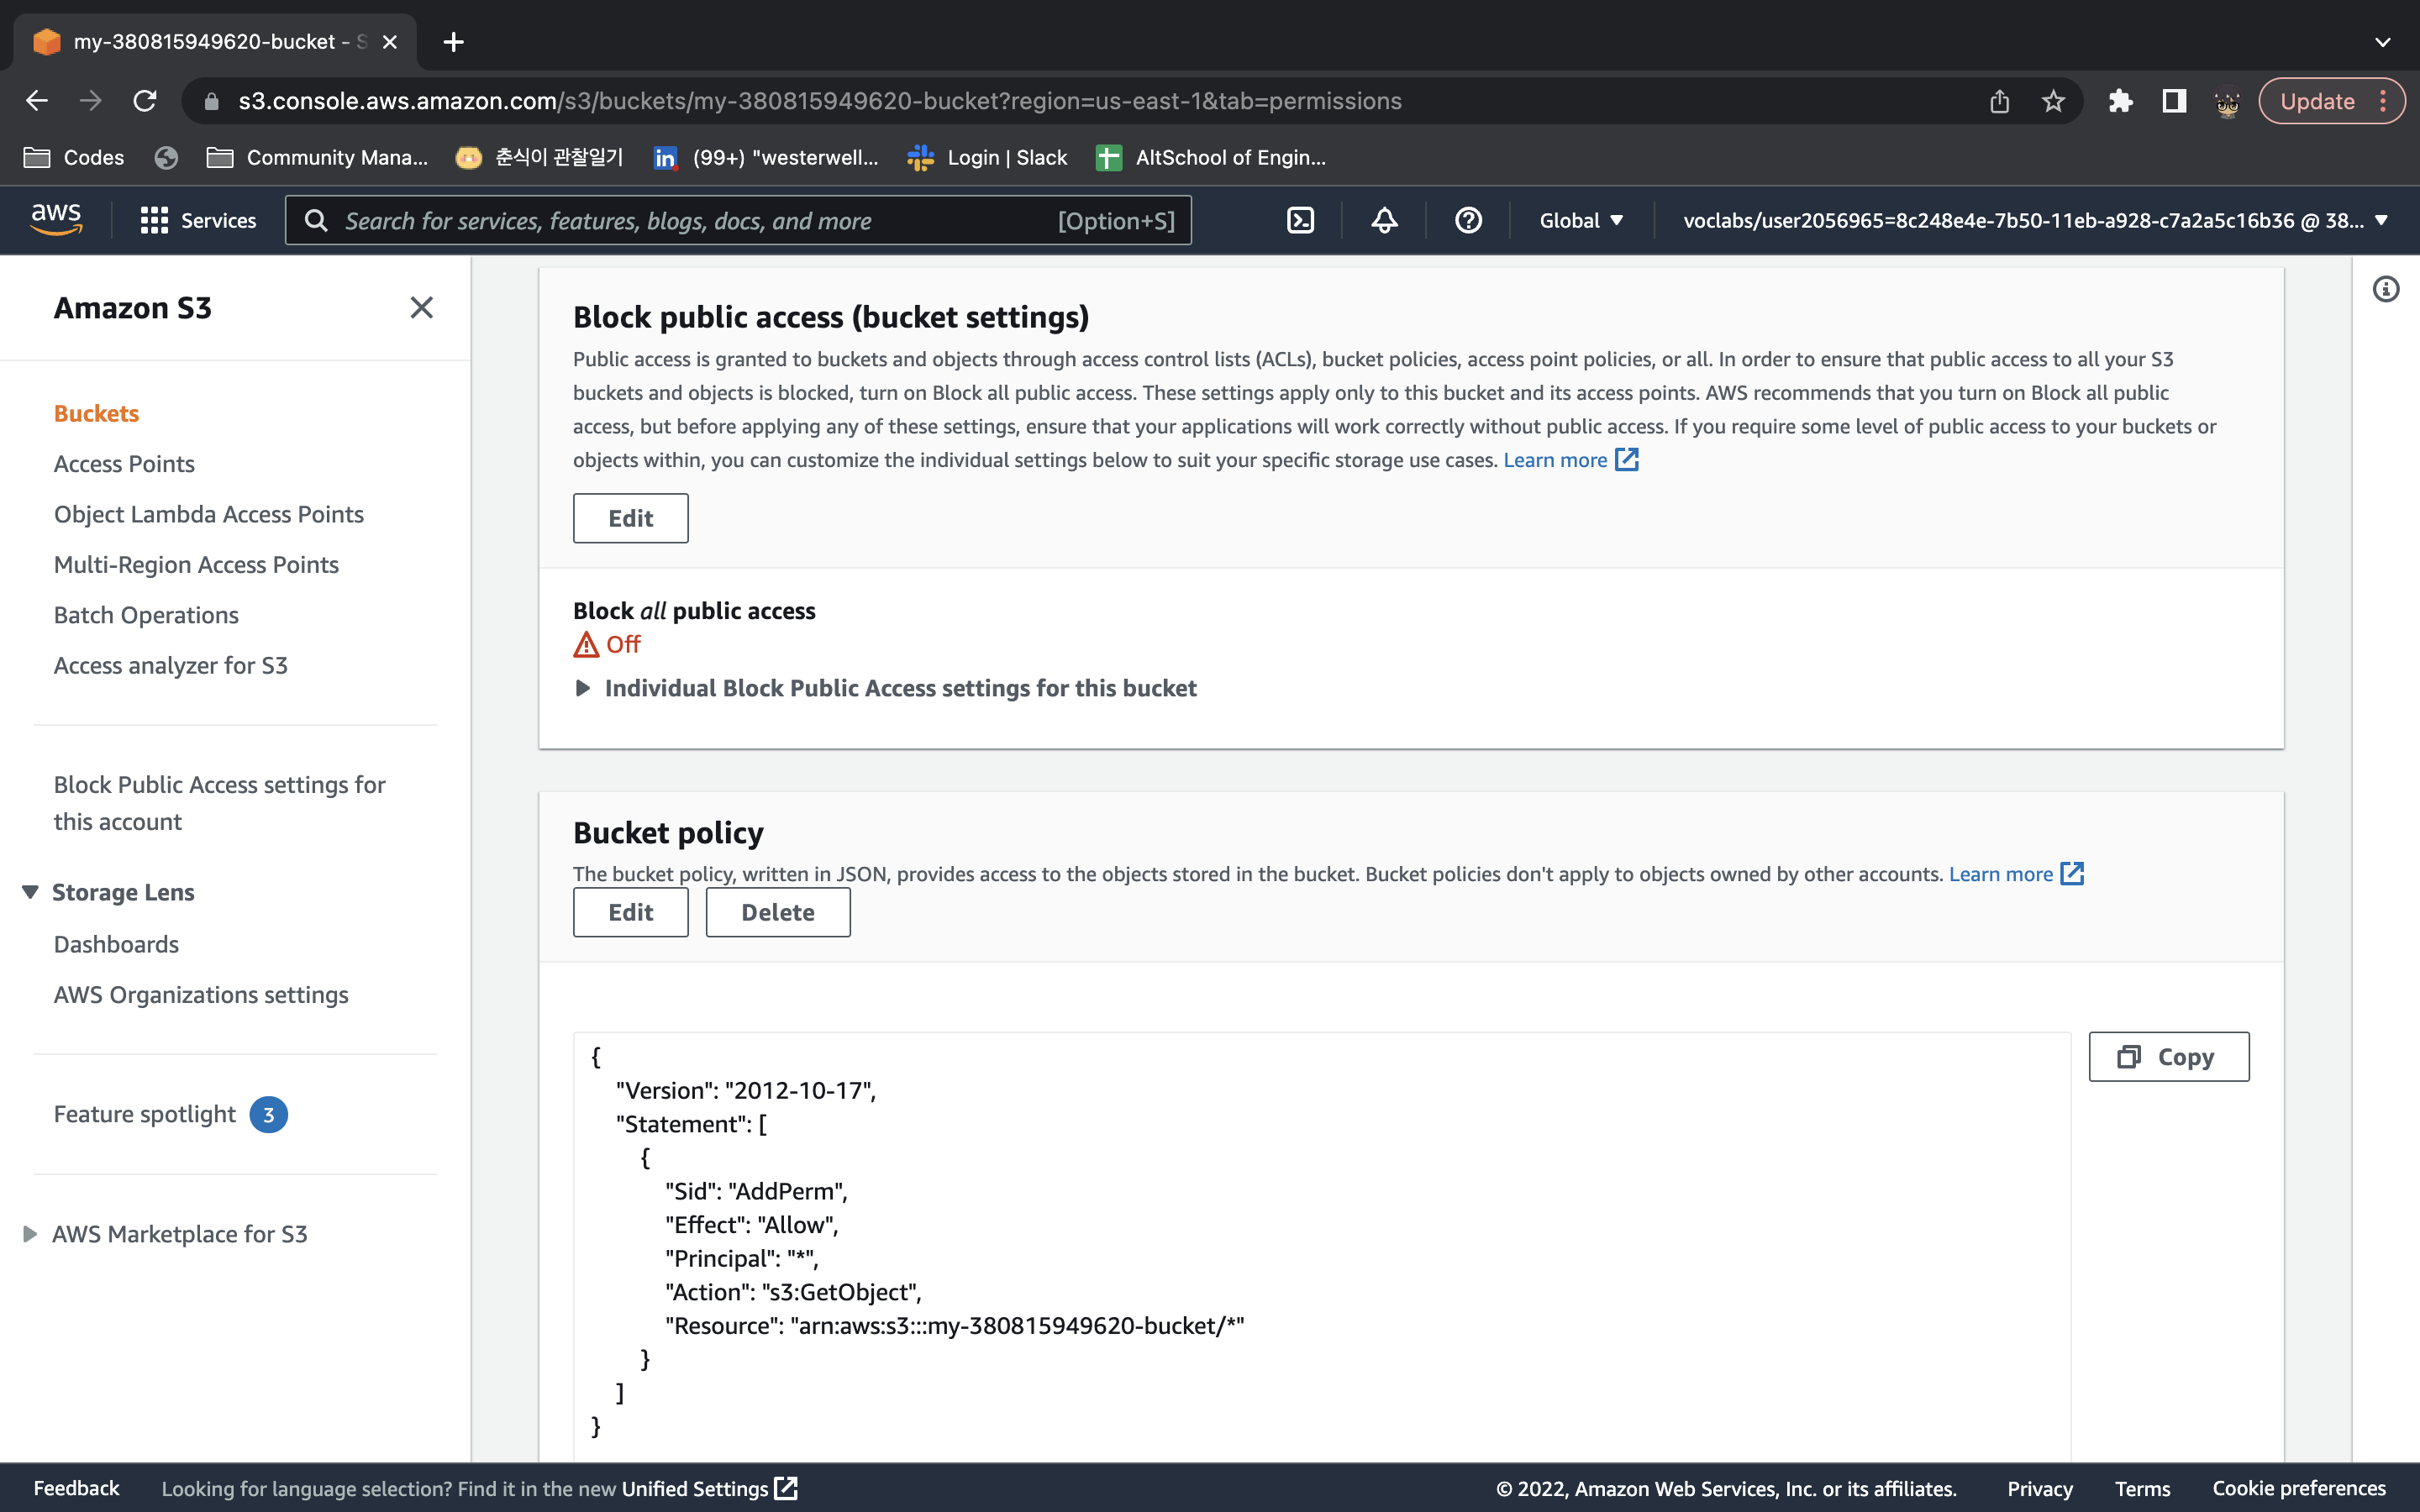 my-380815949620-bucket - S
s3.console.aws.amazon.com/s3/buckets/my-380815949620-bucket?region=us-east-1&tab=permissions
Update
Codes
Community Mana...
춘식이 관찰일기
in
(99+) "westerwell...
Login | Slack
AltSchool of Engin...
aws
Services
Search for services, features, blogs, docs, and more
[Option+S]
Global
voclabs/user2056965=8c248e4e-7b50-11eb-a928-c7a2a5c16b36 @ 38...
Amazon S3
Buckets
Access Points
Object Lambda Access Points
Multi-Region Access Points
Batch Operations
Access analyzer for S3
Block Public Access settings for
this account
Storage Lens
Dashboards
AWS Organizations settings
Feature spotlight 3
AWS Marketplace for S3
Block public access (bucket settings)
Public access is granted to buckets and objects through access control lists (ACLs), bucket policies, access point policies, or all. In order to ensure that public access to all your S3
buckets and objects is blocked, turn on Block all public access. These settings apply only to this bucket and its access points. AWS recommends that you turn on Block all public
access, but before applying any of these settings, ensure that your applications will work correctly without public access. If you require some level of public access to your buckets or
objects within, you can customize the individual settings below to suit your specific storage use cases. Learn more
Edit
Block all public access
Off
Individual Block Public Access settings for this bucket
Bucket policy
The bucket policy, written in JSON, provides access to the objects stored in the bucket. Bucket policies don't apply to objects owned by other accounts. Learn more
Edit
Delete
Copy
{
"Version": "2012-10-17",
"Statement": [
{
"Sid": "AddPerm",
"Effect": "Allow",
"Principal": "*",
"Action": "s3:GetObject",
"Resource": "arn:aws:s3:::my-380815949620-bucket/*"
}
]
}
Feedback
Looking for language selection? Find it in the new Unified Settings
© 2022, Amazon Web Services, Inc. or its affiliates.
Privacy
Terms
Cookie preferences